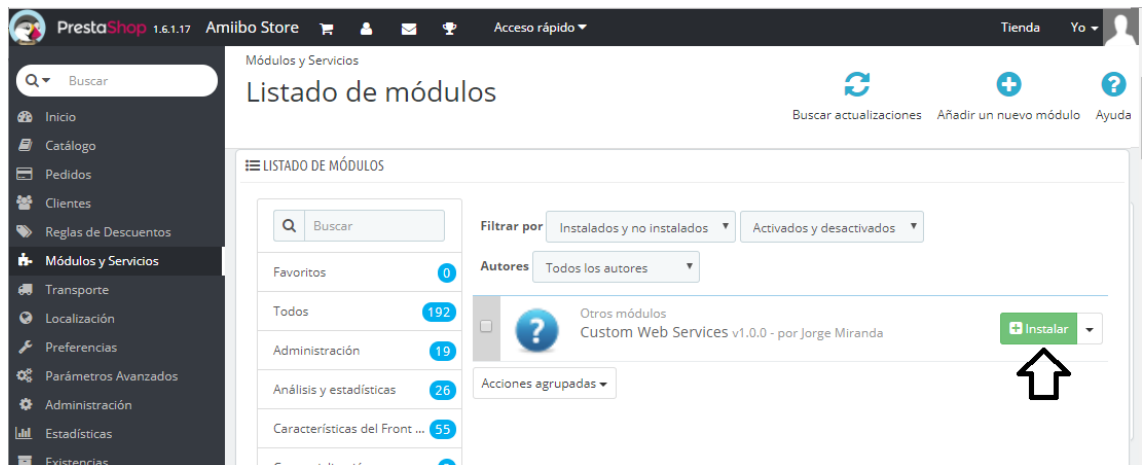 PrestaShop 1.6.1.17 Amiibo Store Acceso rápido Tienda Yo
Buscar
Inicio
Catálogo
Pedidos
Clientes
Reglas de Descuentos
Módulos y Servicios
Transporte
Localización
Preferencias
Parámetros Avanzados
Administración
Estadísticas
Existencias
Módulos y Servicios
Listado de módulos
Buscar actualizaciones Añadir un nuevo módulo Ayuda
LISTADO DE MÓDULOS
Buscar
Favoritos 0
Todos 192
Administración 19
Análisis y estadísticas 26
Características del Front ... 55
Filtrar por Instalados y no instalados Activados y desactivados
Autores Todos los autores
Otros módulos
Custom Web Services v1.0.0 - por Jorge Miranda
Instalar
Acciones agrupadas